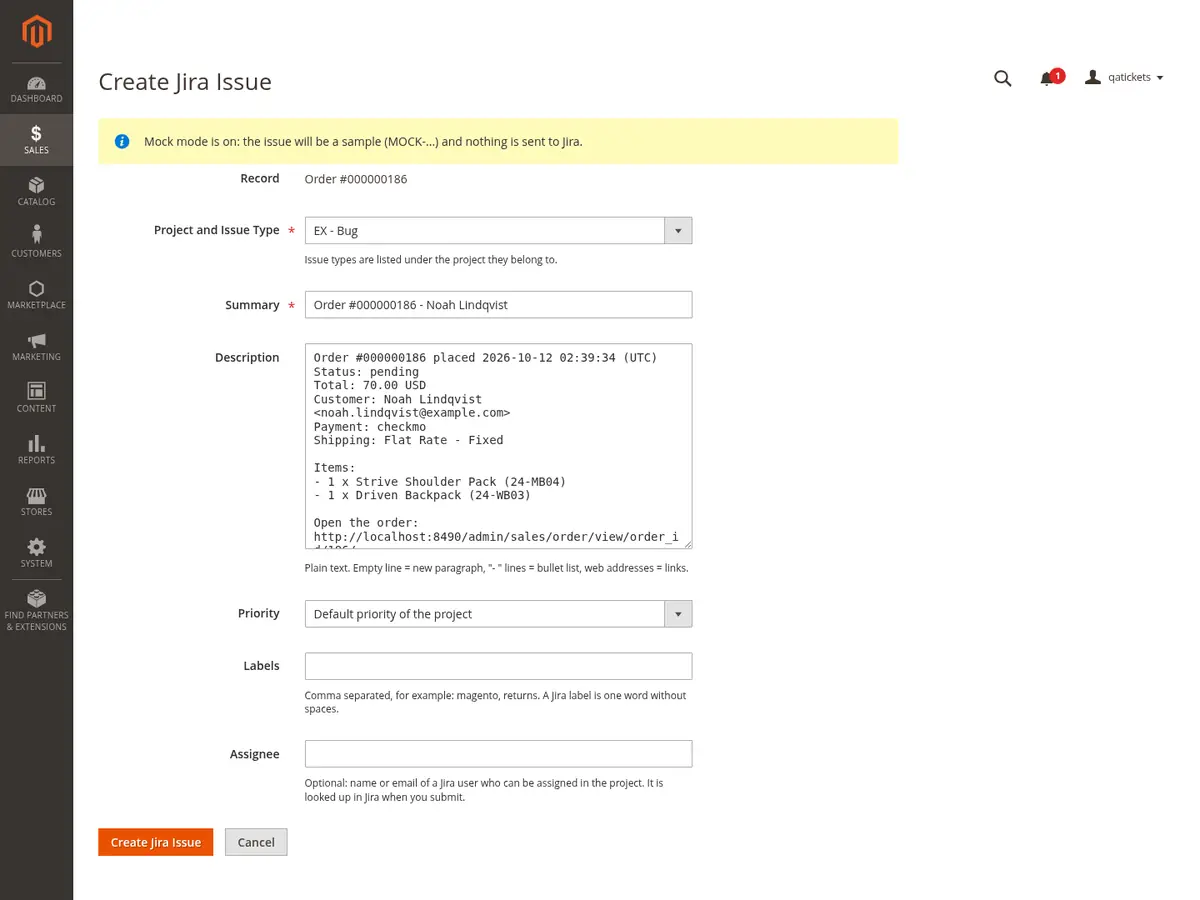 DASHBOARD
SALES
CATALOG
CUSTOMERS
MARKETPLACE
MARKETING
CONTENT
REPORTS
STORES
SYSTEM
FIND PARTNERS
& EXTENSIONS
Create Jira Issue
1
qatickets
Mock mode is on: the issue will be a sample (MOCK-...) and nothing is sent to Jira.
Record
Order #000000186
Project and Issue Type *
EX - Bug
Issue types are listed under the project they belong to.
Summary *
Order #000000186 - Noah Lindqvist
Description
Order #000000186 placed 2026-10-12 02:39:34 (UTC)
Status: pending
Total: 70.00 USD
Customer: Noah Lindqvist
<noah.lindqvist@example.com>
Payment: checkmo
Shipping: Flat Rate - Fixed
Items:
- 1 x Strive Shoulder Pack (24-MB04)
- 1 x Driven Backpack (24-WB03)
Open the order:
http://localhost:8490/admin/sales/order/view/order_i
Plain text. Empty line = new paragraph, "- " lines = bullet list, web addresses = links.
Priority
Default priority of the project
Labels
Comma separated, for example: magento, returns. A Jira label is one word without
spaces.
Assignee
Optional: name or email of a Jira user who can be assigned in the project. It is
looked up in Jira when you submit.
Create Jira Issue
Cancel